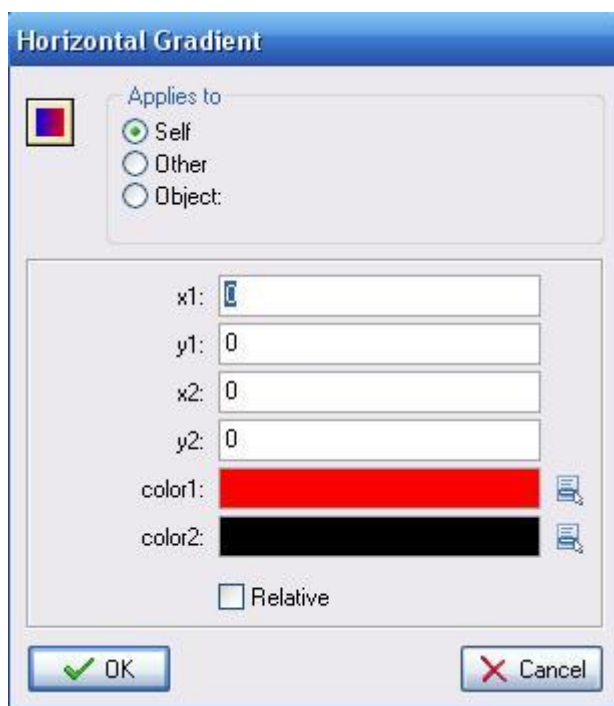 Horizontal Gradient
Applies to
Self
Other
Object:
x1: 0
y1: 0
x2: 0
y2: 0
color1:
color2:
Relative
OK Cancel